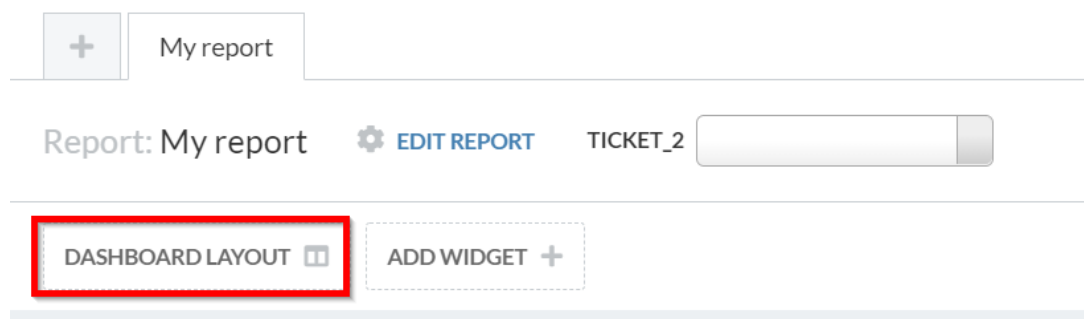 My report
Report: My report EDIT REPORT TICKET_2
DASHBOARD LAYOUT ADD WIDGET